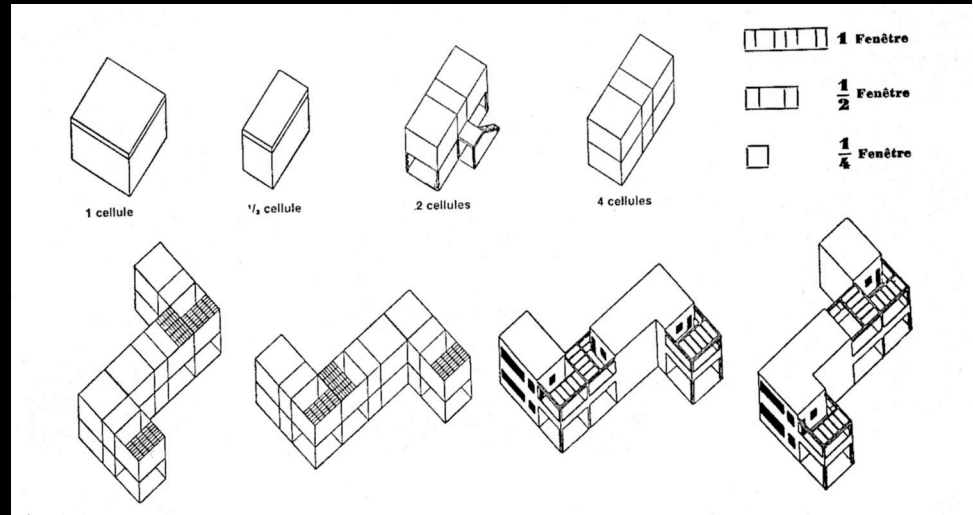 1 Fenêtre
1/2 Fenêtre
1/4 Fenêtre
1 cellule
1/2 cellule
.2 cellules
4 cellules